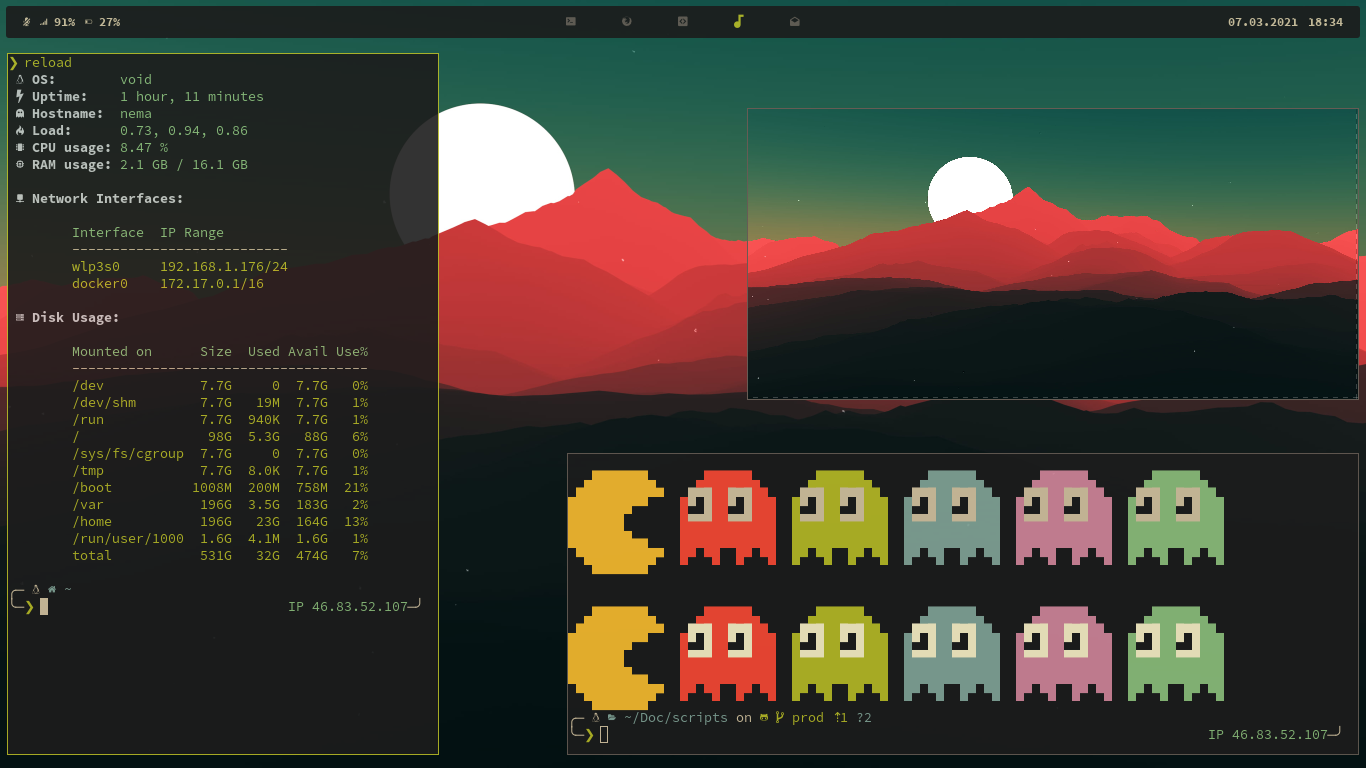 91% 27%
07.03.2021 18:34
❯ reload
OS: void
Uptime: 1 hour, 11 minutes
Hostname: nema
Load: 0.73, 0.94, 0.86
CPU usage: 8.47 %
RAM usage: 2.1 GB / 16.1 GB
Network Interfaces:
Interface IP Range
---------------------------
wlp3s0 192.168.1.176/24
docker0 172.17.0.1/16
Disk Usage:
Mounted on Size Used Avail Use%
-------------------------------------
/dev 7.7G 0 7.7G 0%
/dev/shm 7.7G 19M 7.7G 1%
/run 7.7G 940K 7.7G 1%
/ 98G 5.3G 88G 6%
/sys/fs/cgroup 7.7G 0 7.7G 0%
/tmp 7.7G 8.0K 7.7G 1%
/boot 1008M 200M 758M 21%
/var 196G 3.5G 183G 2%
/home 196G 23G 164G 13%
/run/user/1000 1.6G 4.1M 1.6G 1%
total 531G 32G 474G 7%
~
❯ IP 46.83.52.107
~/Doc/scripts on prod ⇡1 ?2
❯ IP 46.83.52.107